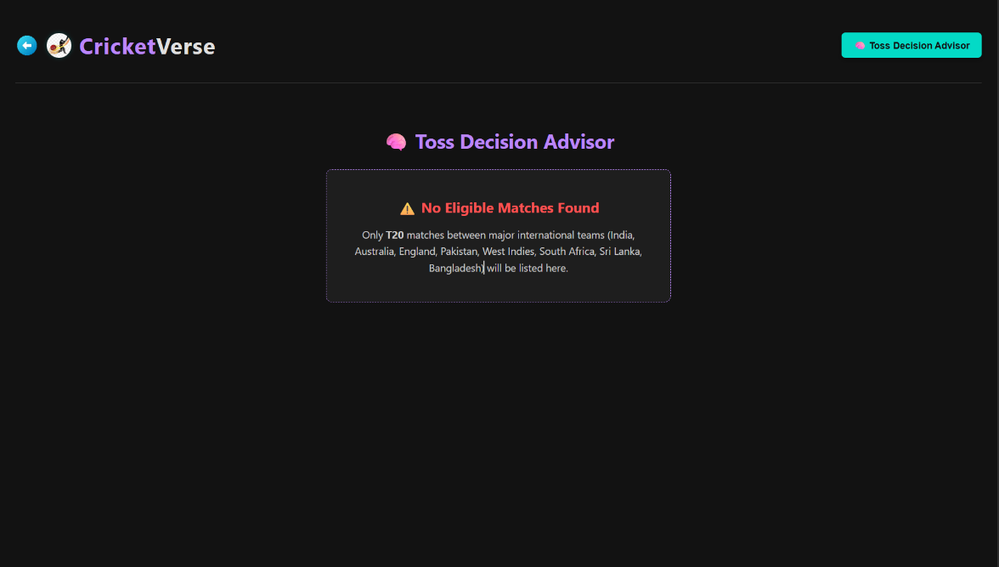 CricketVerse
Toss Decision Advisor
Toss Decision Advisor
No Eligible Matches Found
Only T20 matches between major international teams (India,
Australia, England, Pakistan, West Indies, South Africa, Sri Lanka,
Bangladesh) will be listed here.